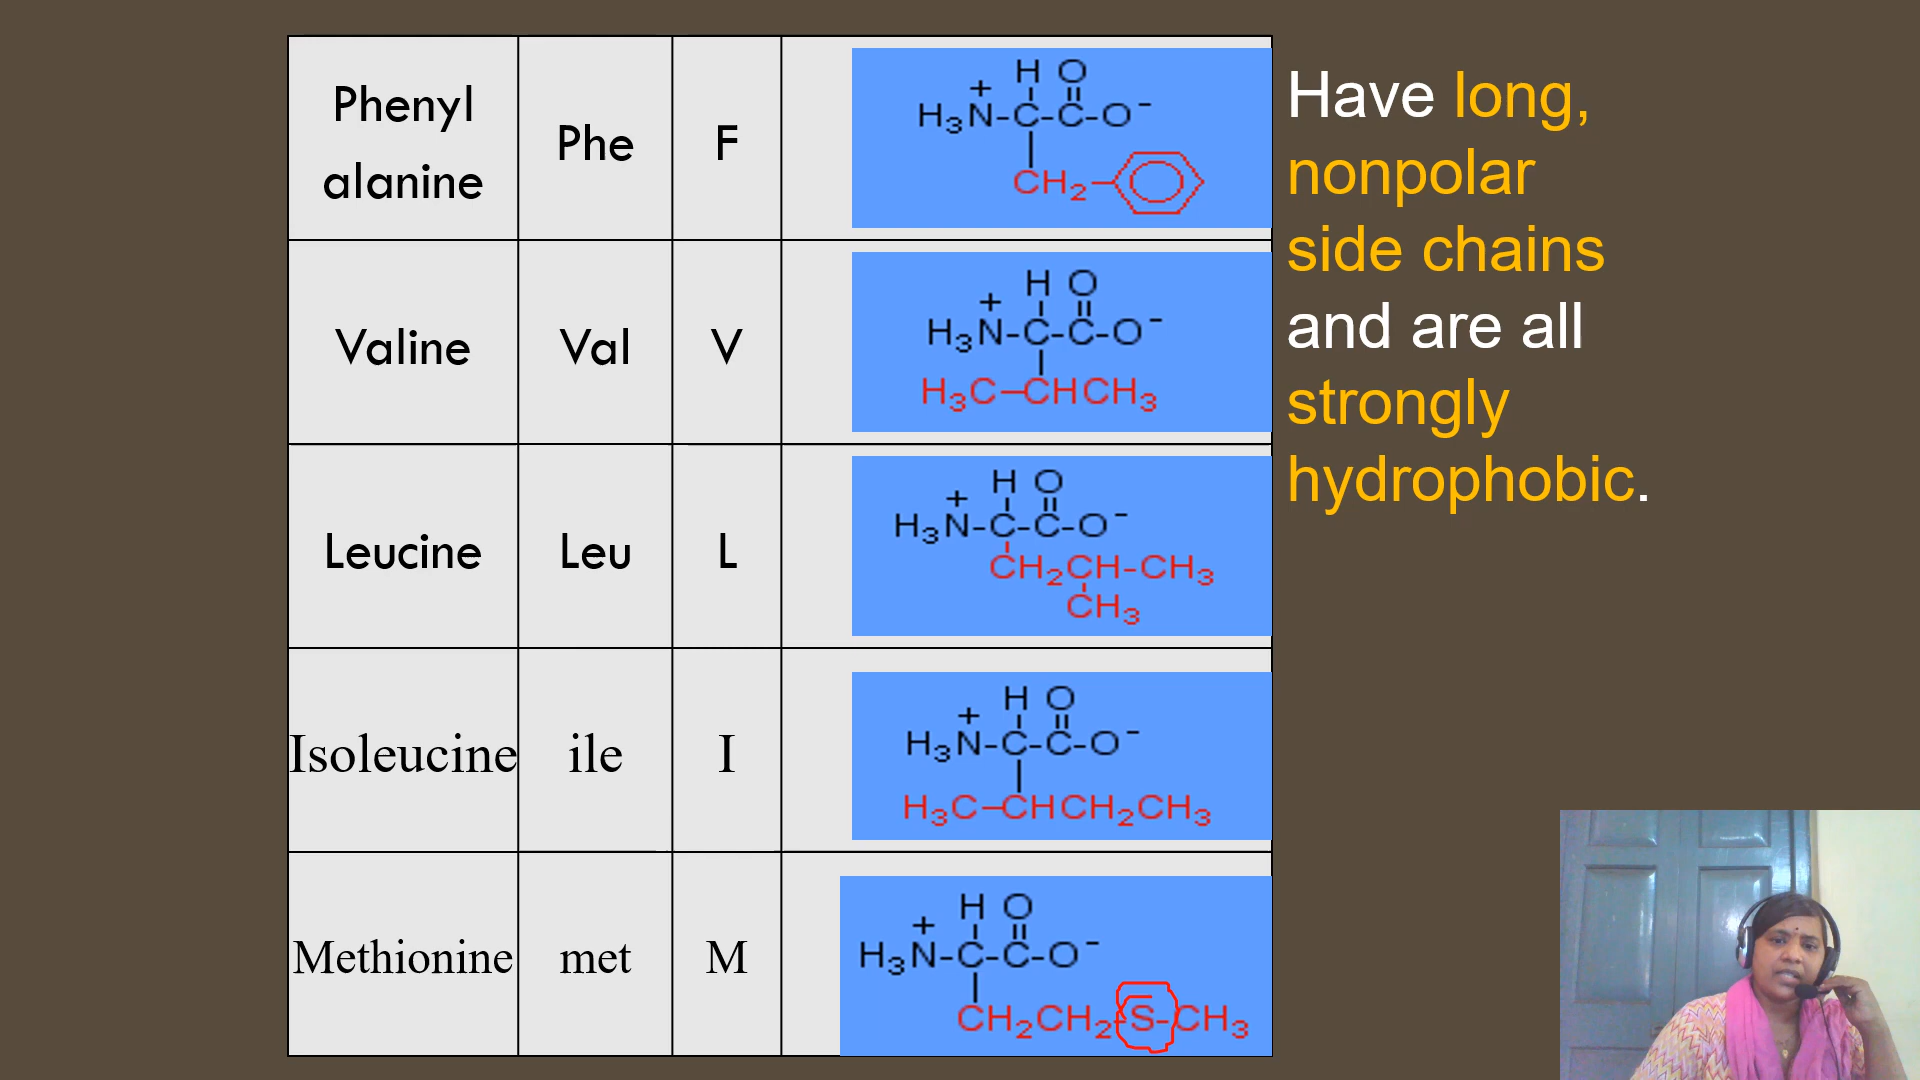 Phenyl
alanine
Phe
F
H O
+
H₃N-C-C-O⁻
CH₂
Valine
Val
V
H O
+
H₃N-C-C-O⁻
H₃C-CHCH₃
Leucine
Leu
L
H O
+
H₃N-C-C-O⁻
CH₂CH-CH₃
CH₃
Isoleucine
ile
I
H O
+
H₃N-C-C-O⁻
H₃C-CHCH₂CH₃
Methionine
met
M
H O
+
H₃N-C-C-O⁻
CH₂CH₂-S-CH₃
Have long,
nonpolar
side chains
and are all
strongly
hydrophobic.